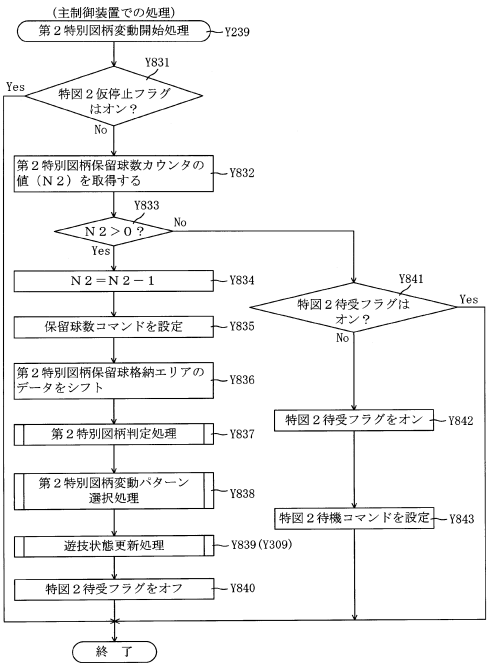 (主制御装置での処理)
第2特別図柄変動開始処理
Y239
Y831
Yes
特図2仮停止フラグ
はオン?
No
第2特別図柄保留球数カウンタの
値(N2)を取得する
Y832
Y833
N2>0?
No
Yes
N2=N2-1
Y834
保留球数コマンドを設定
Y835
第2特別図柄保留球格納エリアの
データをシフト
Y836
第2特別図柄判定処理
Y837
第2特別図柄変動パターン
選択処理
Y838
遊技状態更新処理
Y839(Y309)
特図2待受フラグをオフ
Y840
Y841
特図2待受フラグは
オン?
Yes
No
特図2待受フラグをオン
Y842
特図2待機コマンドを設定
Y843
終 了